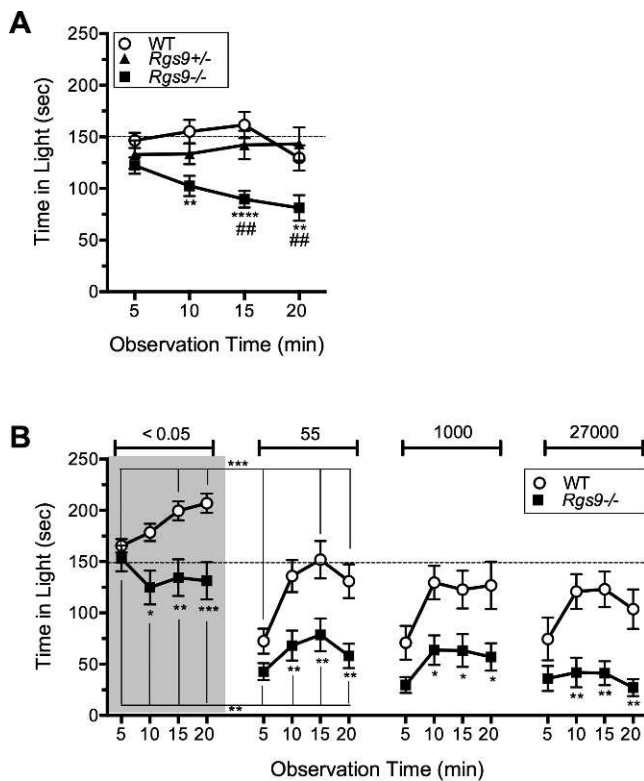 A
WT
Rgs9+/-
Rgs9-/-
250
200
150
100
50
0
Time in Light (sec)
**
****
##
**
##
5 10 15 20
Observation Time (min)
B
< 0.05 55 1000 27000
WT
Rgs9-/-
250
200
150
100
50
0
Time in Light (sec)
***
* ** ***
** ** **
* * *
** ** **
**
5 10 15 20 5 10 15 20 5 10 15 20 5 10 15 20
Observation Time (min)